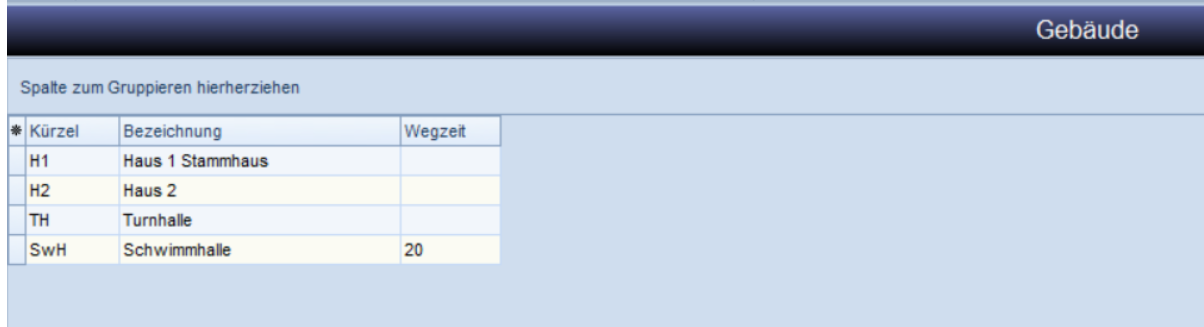 Gebäude
Spalte zum Gruppieren hierherziehen
Kürzel Bezeichnung Wegzeit
H1 Haus 1 Stammhaus
H2 Haus 2
TH Turnhalle
SwH Schwimmhalle 20